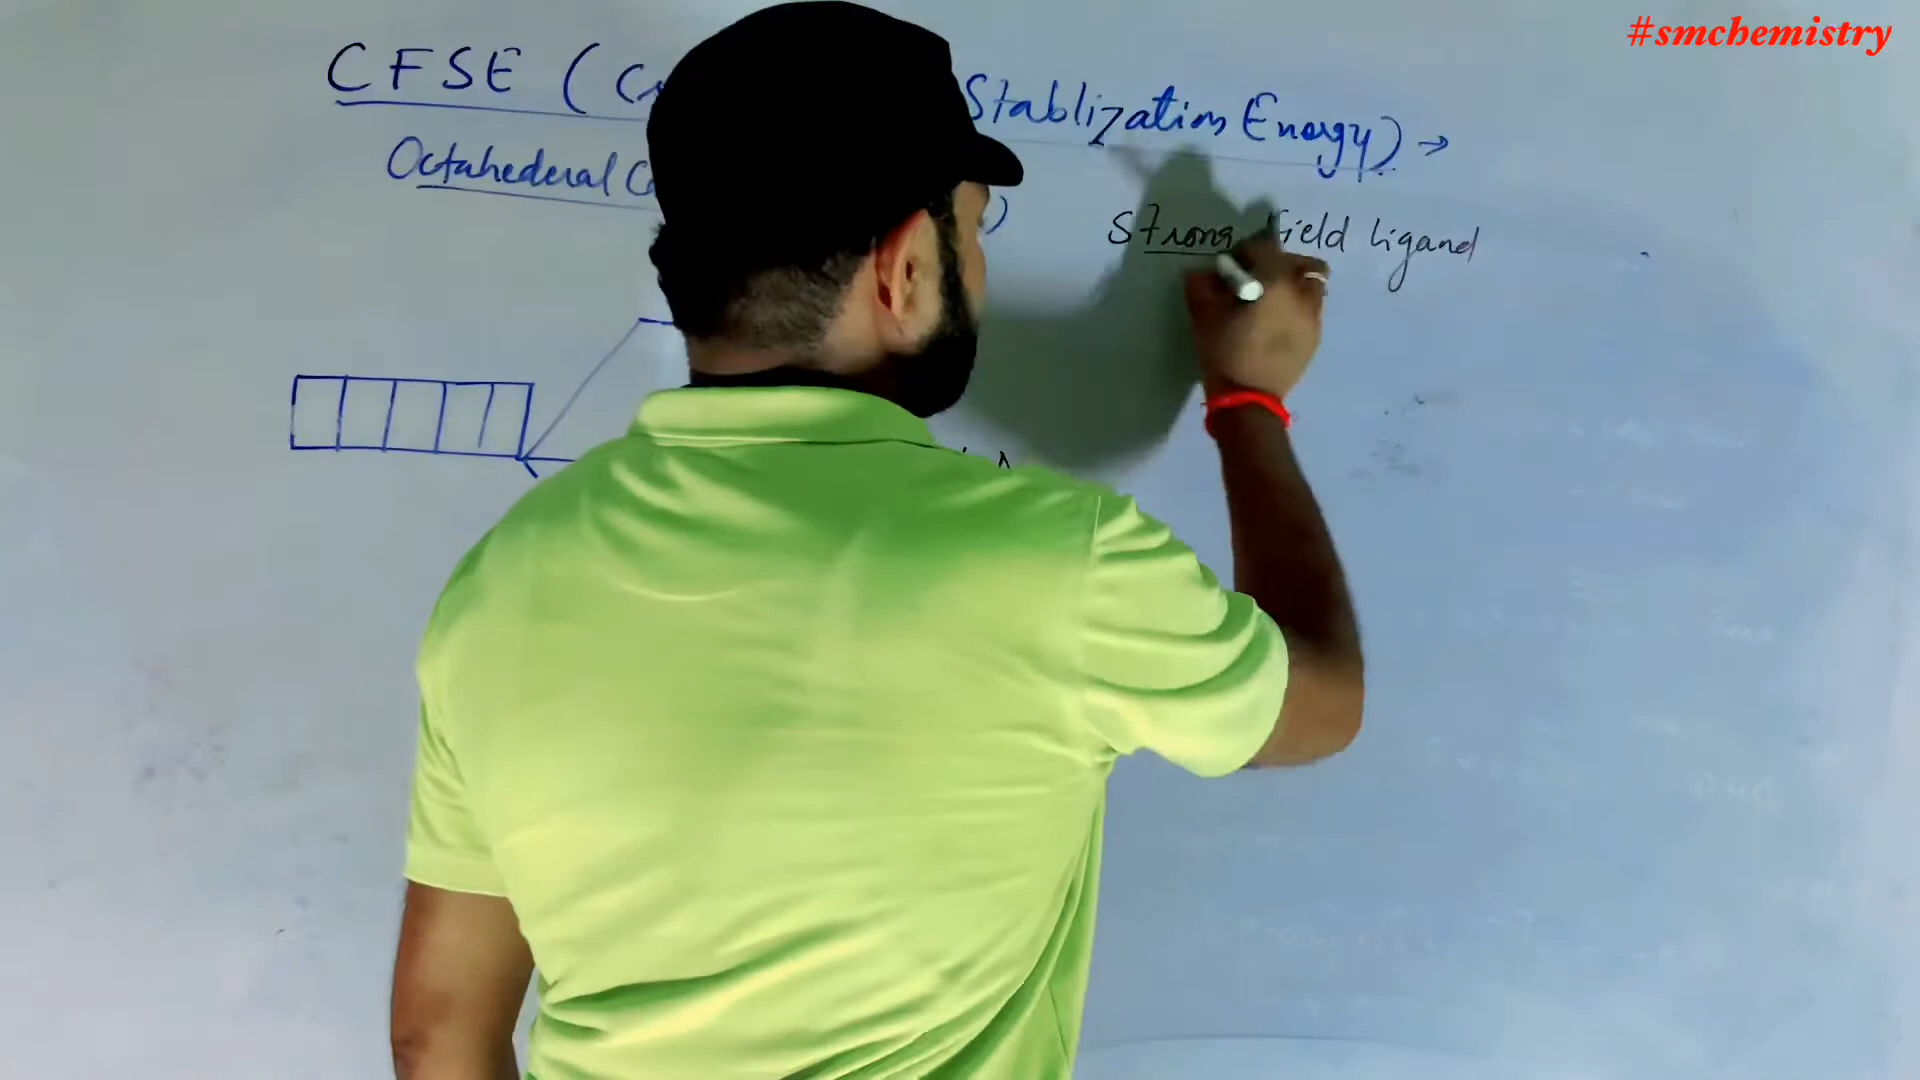 #smchemistry
CFSE ( Stablization Energy) →
Octahederal
Strong field ligand